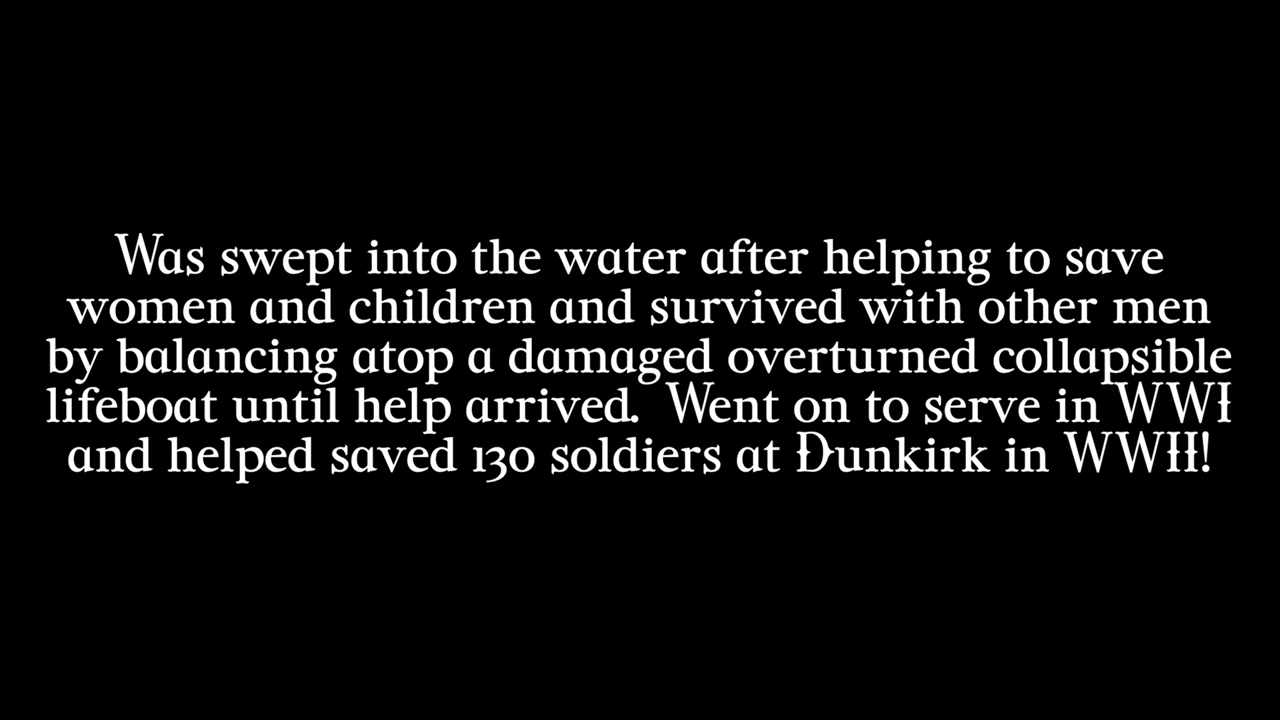 Was swept into the water after helping to save
women and children and survived with other men
by balancing atop a damaged overturned collapsible
lifeboat until help arrived.  Went on to serve in WWI
and helped saved 130 soldiers at Dunkirk in WWII!